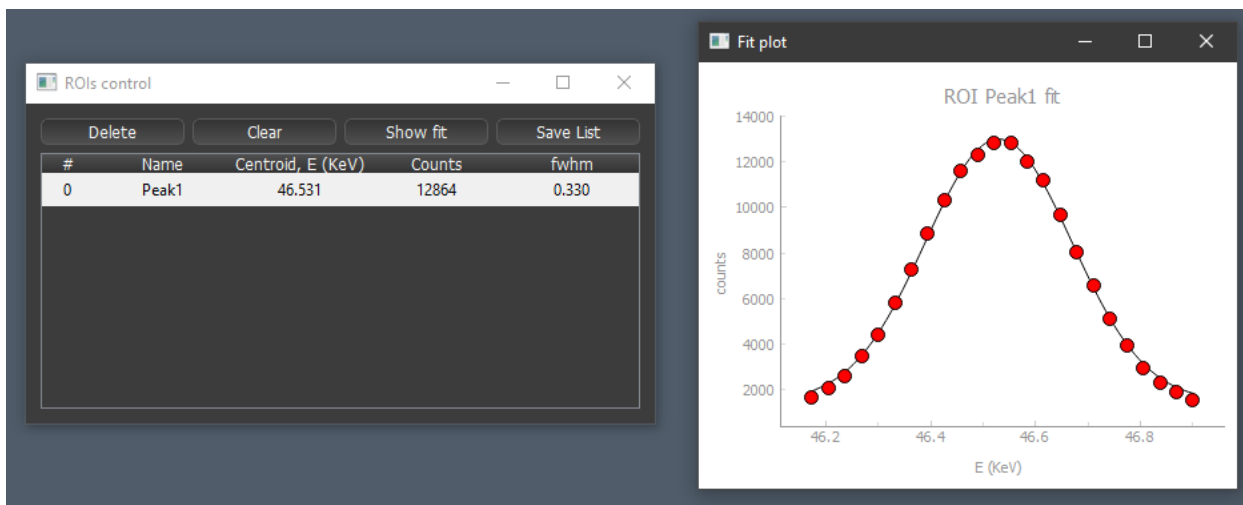 ROIs control
Delete Clear Show fit Save List
# Name Centroid, E (KeV) Counts fwhm
0 Peak1 46.531 12864 0.330
Fit plot
ROI Peak1 fit
14000
12000
10000
8000
6000
4000
2000
counts
46.2 46.4 46.6 46.8
E (KeV)